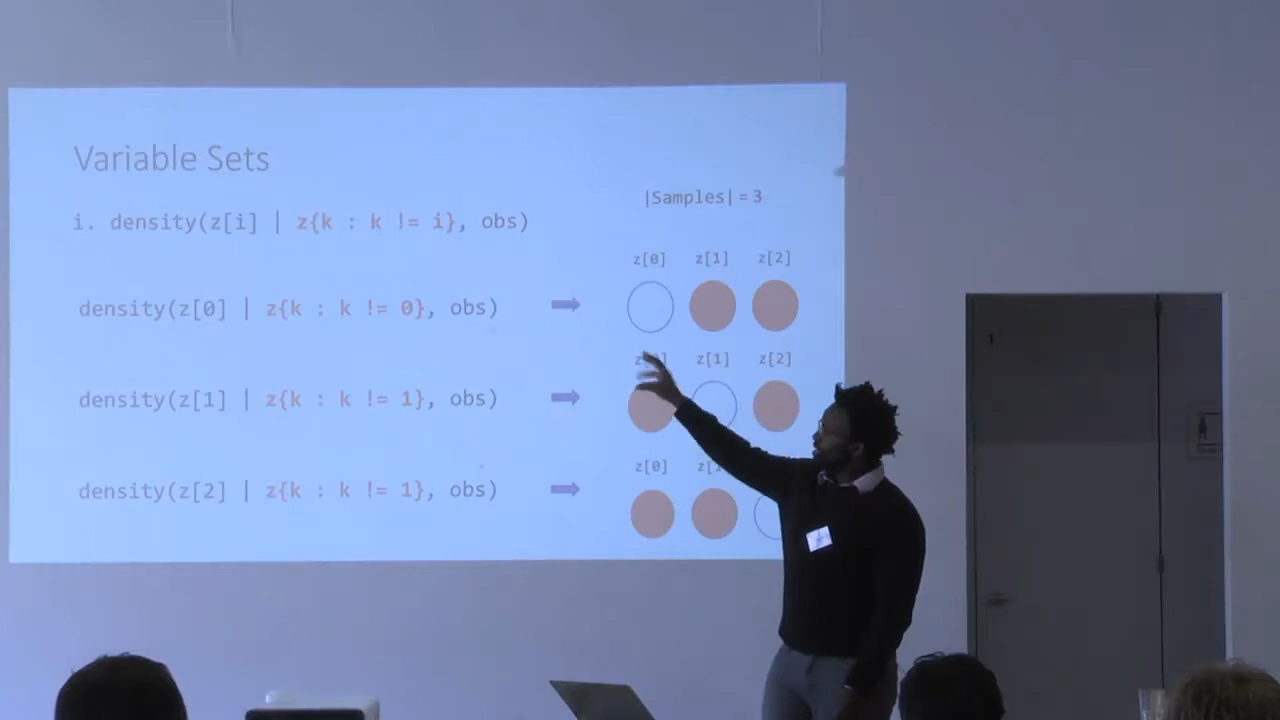 Variable Sets
|Samples| = 3
i. density(z[i] | z{k : k != i}, obs)
z[0] z[1] z[2]
density(z[0] | z{k : k != 0}, obs)
z[1] z[2]
density(z[1] | z{k : k != 1}, obs)
z[0]
density(z[2] | z{k : k != 1}, obs)